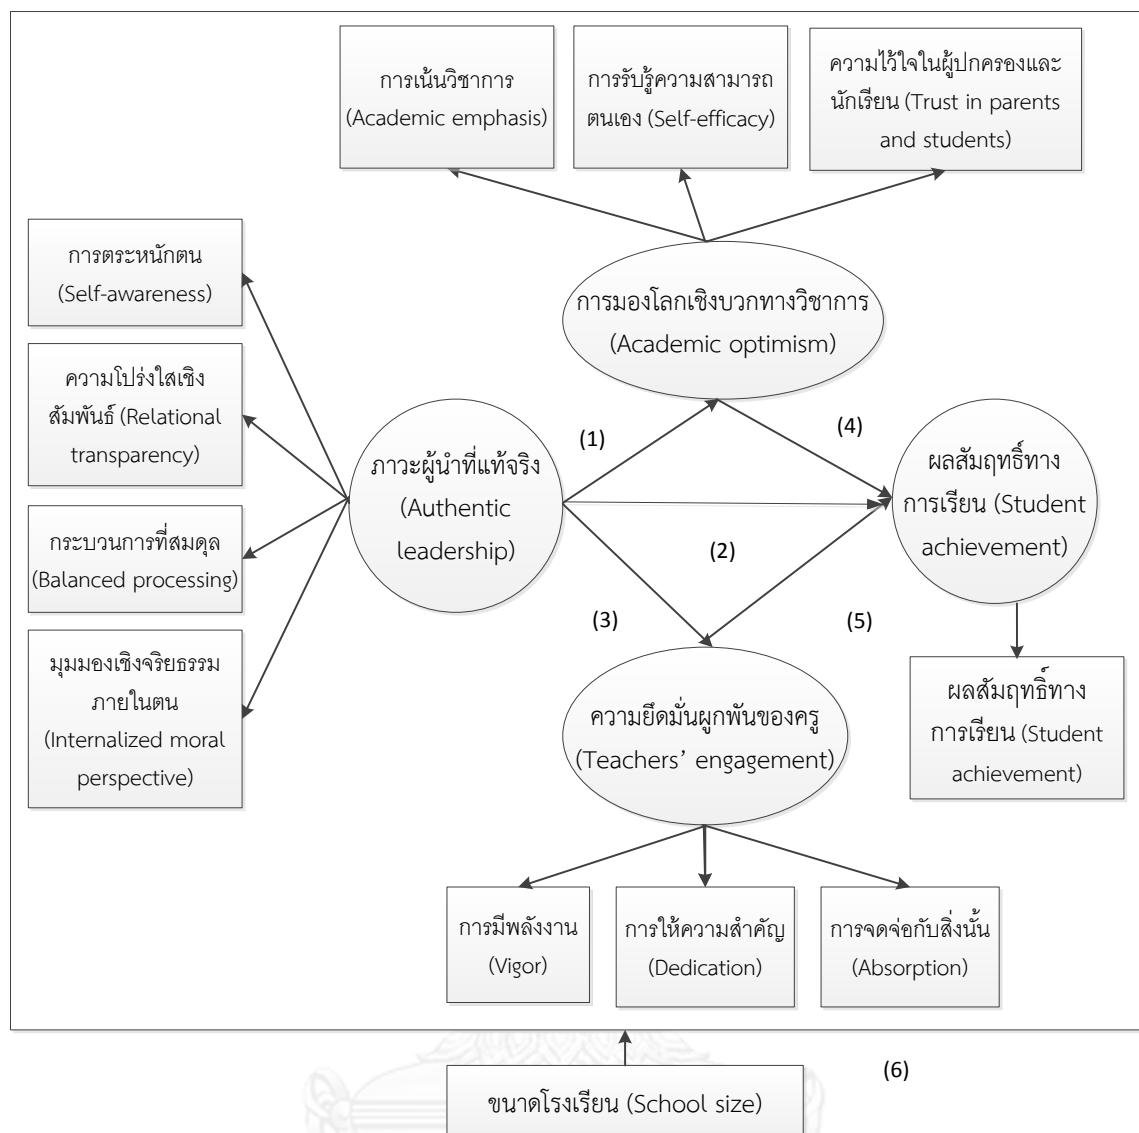 การเน้นวิชาการ
(Academic emphasis)
การรับรู้ความสามารถ
ตนเอง (Self-efficacy)
ความไว้ใจในผู้ปกครองและ
นักเรียน (Trust in parents
and students)
การตระหนักตน
(Self-awareness)
ความโปร่งใสเชิง
สัมพันธ์ (Relational
transparency)
กระบวนการที่สมดุล
(Balanced processing)
มุมมองเชิงจริยธรรม
ภายในตน
(Internalized moral
perspective)
การมองโลกเชิงบวกทางวิชาการ
(Academic optimism)
(1)
(4)
ภาวะผู้นำที่แท้จริง
(Authentic
leadership)
(2)
ผลสัมฤทธิ์ทาง
การเรียน (Student
achievement)
(3)
(5)
ความยึดมั่นผูกพันของครู
(Teachers’ engagement)
ผลสัมฤทธิ์ทาง
การเรียน (Student
achievement)
การมีพลังงาน
(Vigor)
การให้ความสำคัญ
(Dedication)
การจดจ่อกับสิ่งนั้น
(Absorption)
(6)
ขนาดโรงเรียน (School size)